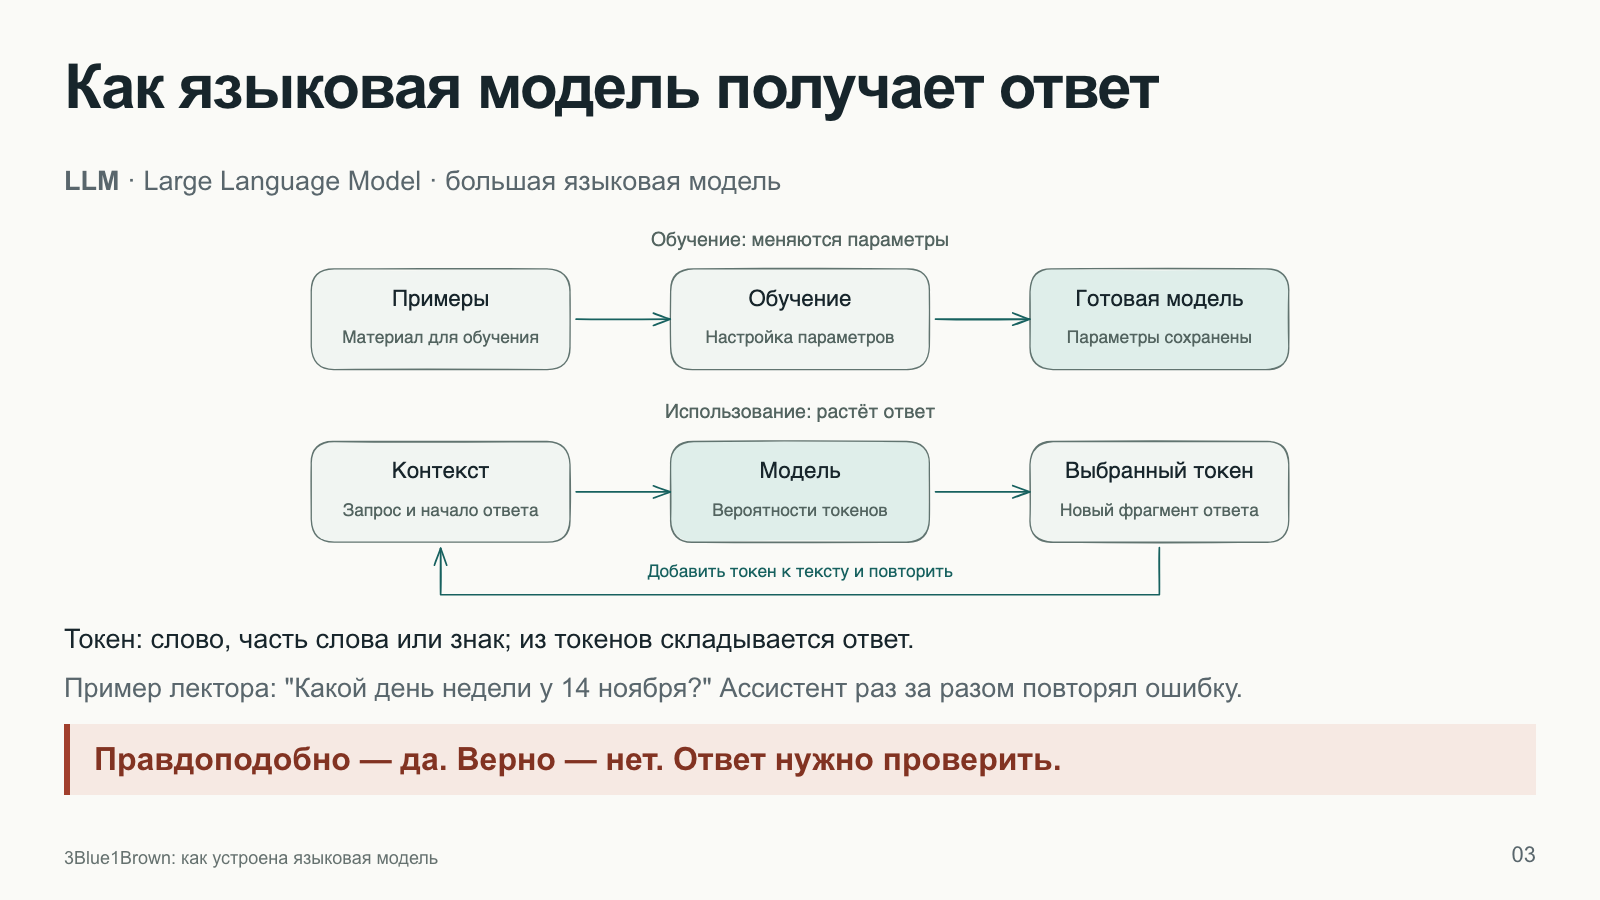 Как языковая модель получает ответ
LLM · Large Language Model · большая языковая модель
Обучение: меняются параметры
Примеры
Материал для обучения
Обучение
Настройка параметров
Готовая модель
Параметры сохранены
Использование: растёт ответ
Контекст
Запрос и начало ответа
Модель
Вероятности токенов
Выбранный токен
Новый фрагмент ответа
Добавить токен к тексту и повторить
Токен: слово, часть слова или знак; из токенов складывается ответ.
Пример лектора: "Какой день недели у 14 ноября?" Ассистент раз за разом повторял ошибку.
Правдоподобно — да. Верно — нет. Ответ нужно проверить.
3Blue1Brown: как устроена языковая модель
03